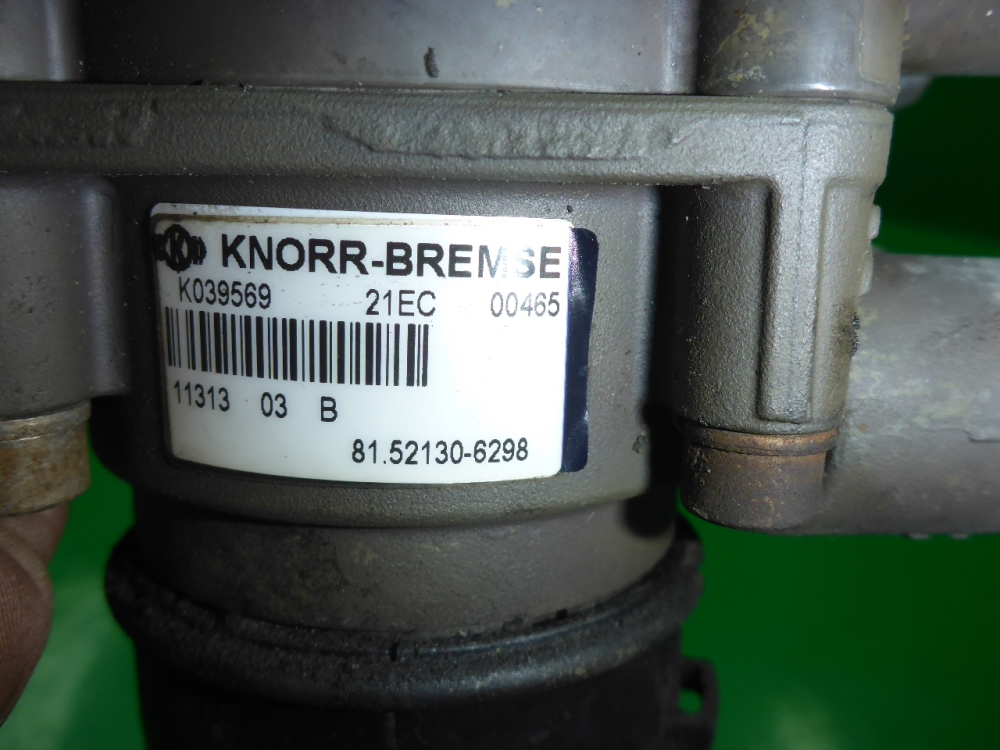 KNORR-BREMSE
K039569 21EC 00465
11313 03 B
81.52130-6298